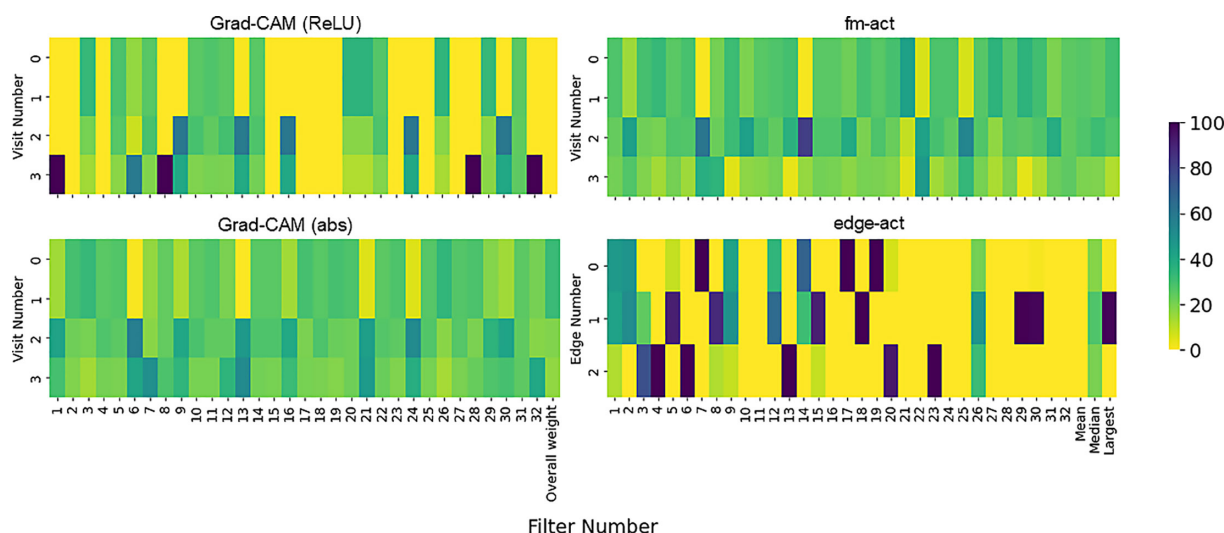 Grad-CAM (ReLU)
Visit Number
0
1
2
3
fm-act
Visit Number
0
1
2
3
Grad-CAM (abs)
Visit Number
0
1
2
3
1 2 3 4 5 6 7 8 9 10 11 12 13 14 15 16 17 18 19 20 21 22 23 24 25 26 27 28 29 30 31 32 Overall weight
edge-act
Edge Number
0
1
2
1 2 3 4 5 6 7 8 9 10 11 12 13 14 15 16 17 18 19 20 21 22 23 24 25 26 27 28 29 30 31 32 Mean Median Largest
100
80
60
40
20
0
Filter Number